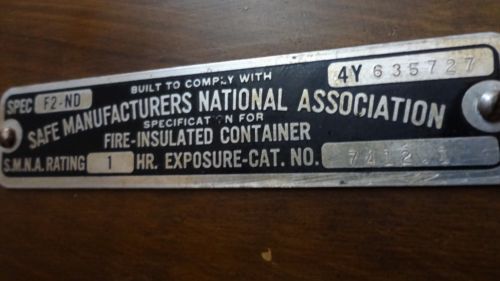 BUILT TO COMPLY WITH 4Y 635727
SPEC F2-ND
SAFE MANUFACTURERS NATIONAL ASSOCIATION
SPECIFICATION FOR
FIRE-INSULATED CONTAINER
S.M.N.A. RATING 1 HR. EXPOSURE-CAT. NO.